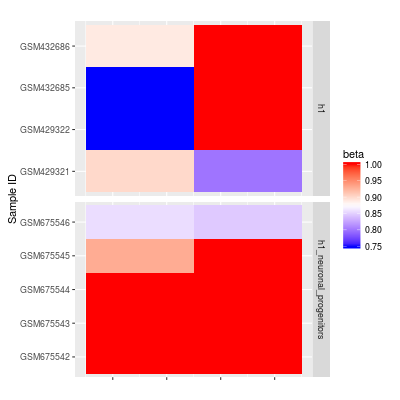 Sample ID
GSM432686
GSM432685
GSM429322
GSM429321
h1
GSM675546
GSM675545
GSM675544
GSM675543
GSM675542
h1_neuronal_progenitors
beta
1.00
0.95
0.90
0.85
0.80
0.75